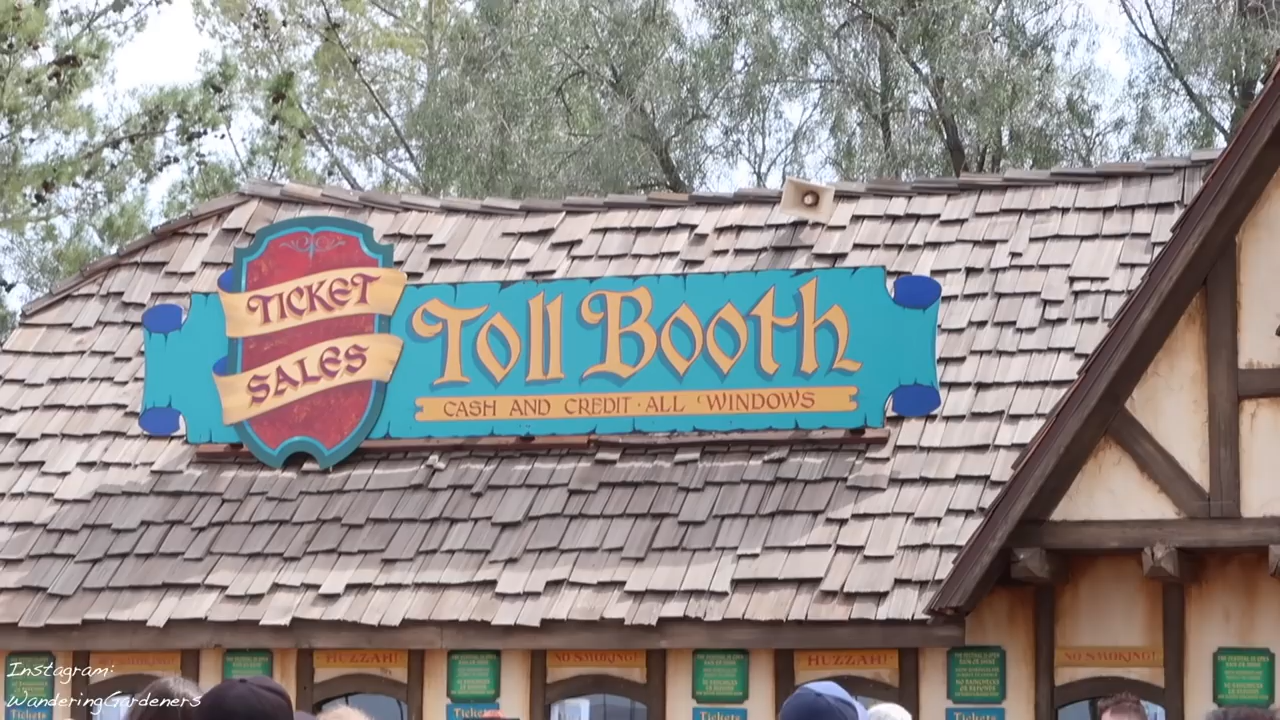 TICKET
SALES
Toll Booth
CASH AND CREDIT · ALL WINDOWS
HUZZAH!
NO SMOKING!
HUZZAH!
NO SMOKING!
Tickets
Tickets
Tickets
Instagram:
WanderingGardeners